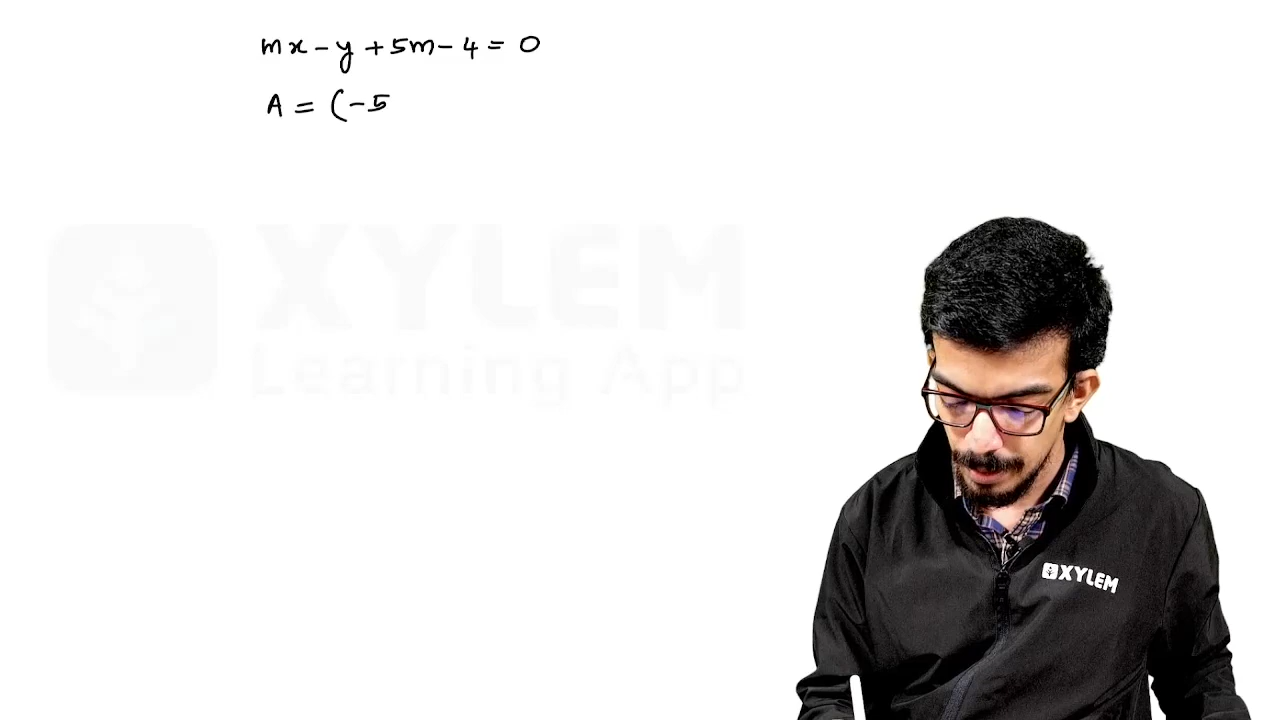 mx - y + 5m - 4 = 0
A = (-5
XYLEM
Learning App
XYLEM